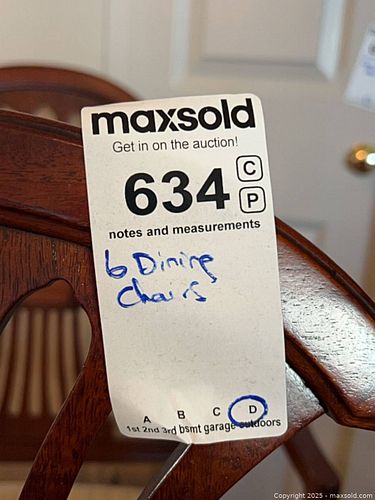 maxsold
Get in on the auction!
634 C
P
notes and measurements
6 Dining
Chairs
A B C D
1st 2nd 3rd bsmt garage outdoors
Copyright 2025 - maxsold.com